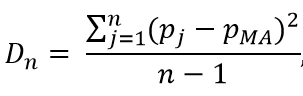 $D_n = \frac{\sum_{j=1}^{n}(p_j - p_{MA})^2}{n-1},$